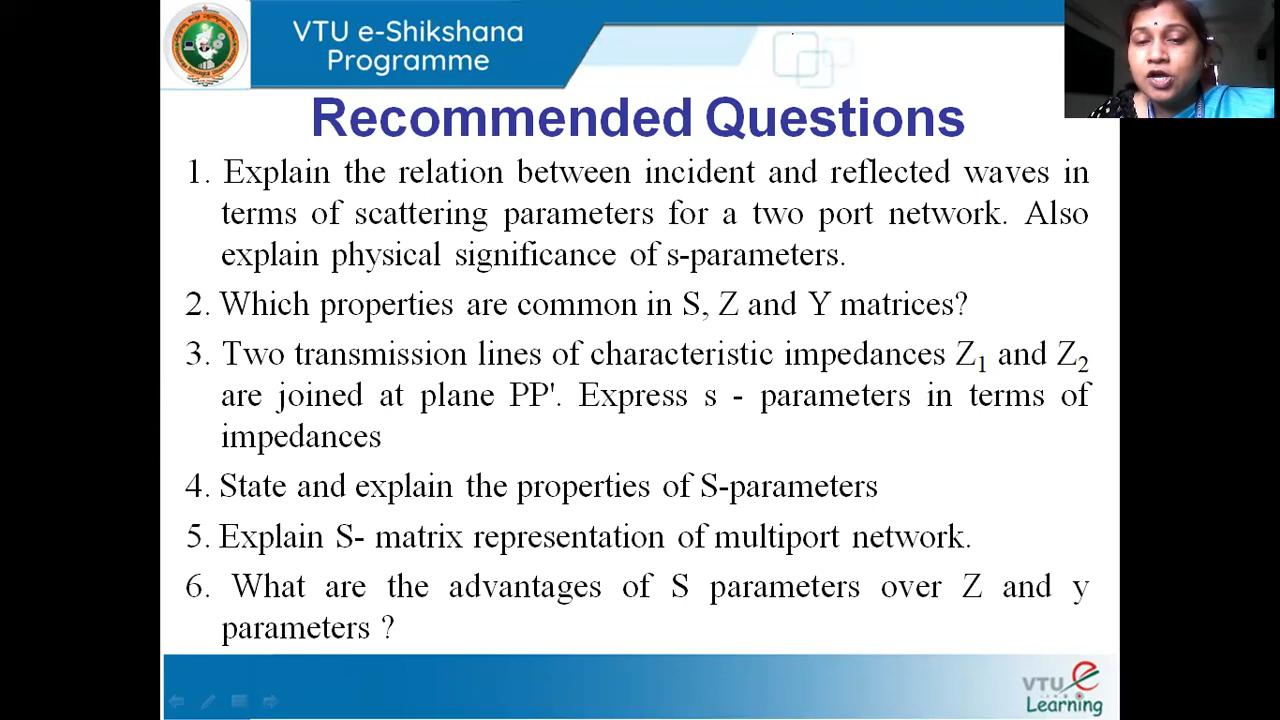 VTU e-Shikshana
Programme
Recommended Questions
1. Explain the relation between incident and reflected waves in
terms of scattering parameters for a two port network. Also
explain physical significance of s-parameters.
2. Which properties are common in S, Z and Y matrices?
3. Two transmission lines of characteristic impedances Z₁ and Z₂
are joined at plane PP'. Express s - parameters in terms of
impedances
4. State and explain the properties of S-parameters
5. Explain S- matrix representation of multiport network.
6. What are the advantages of S parameters over Z and y
parameters ?
VTU e
Learning